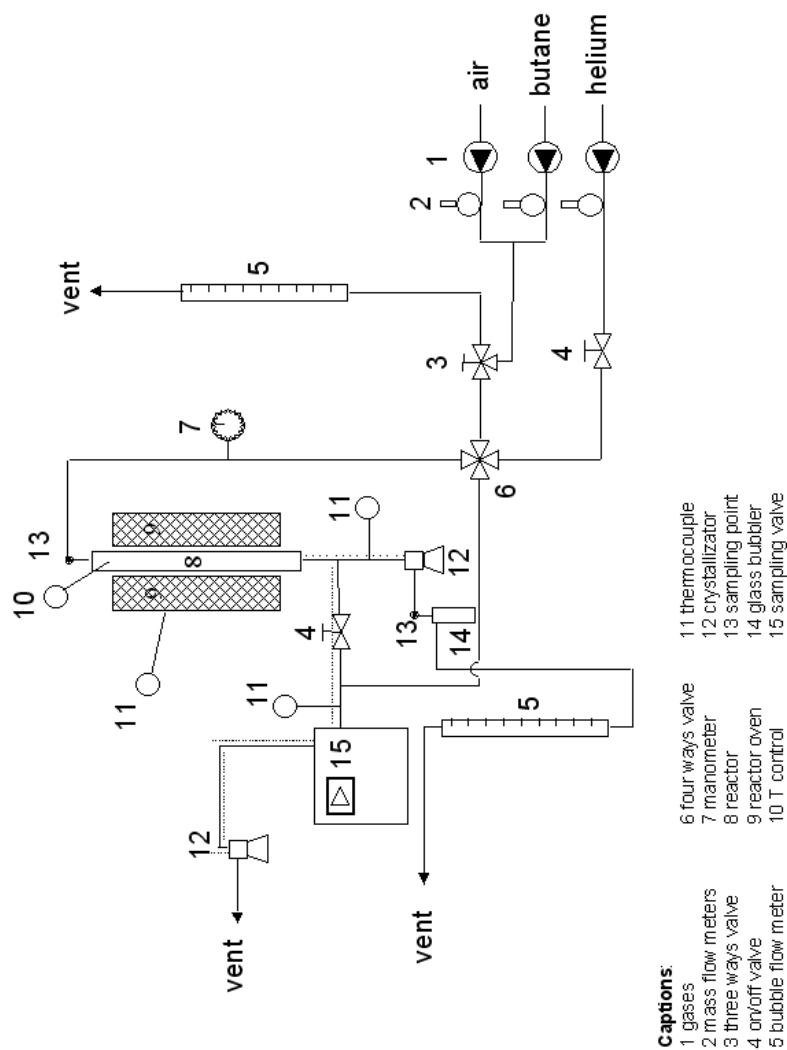 10
13
vent
11
9
9
7
12
8
vent
5
11
4
15
11
13
vent
12
14
3
2
1
air
6
5
butane
4
helium
Captions:
1 gases
2 mass flow meters
3 three ways valve
4 on/off valve
5 bubble flow meter
6 four ways valve
7 manometer
8 reactor
9 reactor oven
10 T control
11 thermocouple
12 crystallizator
13 sampling point
14 glass bubbler
15 sampling valve